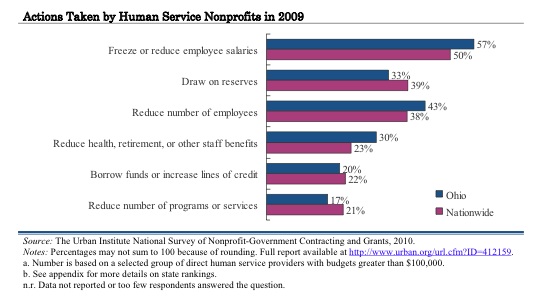 Actions Taken by Human Service Nonprofits in 2009
Freeze or reduce employee salaries 57%
50%
Draw on reserves 33%
39%
Reduce number of employees 43%
38%
Reduce health, retirement, or other staff benefits 30%
23%
Borrow funds or increase lines of credit 20%
22%
Reduce number of programs or services 17%
21%
Ohio
Nationwide
Source: The Urban Institute National Survey of Nonprofit-Government Contracting and Grants, 2010.
Notes: Percentages may not sum to 100 because of rounding. Full report available at http://www.urban.org/url.cfm?ID=412159.
a. Number is based on a selected group of direct human service providers with budgets greater than $100,000.
b. See appendix for more details on state rankings.
n.r. Data not reported or too few respondents answered the question.